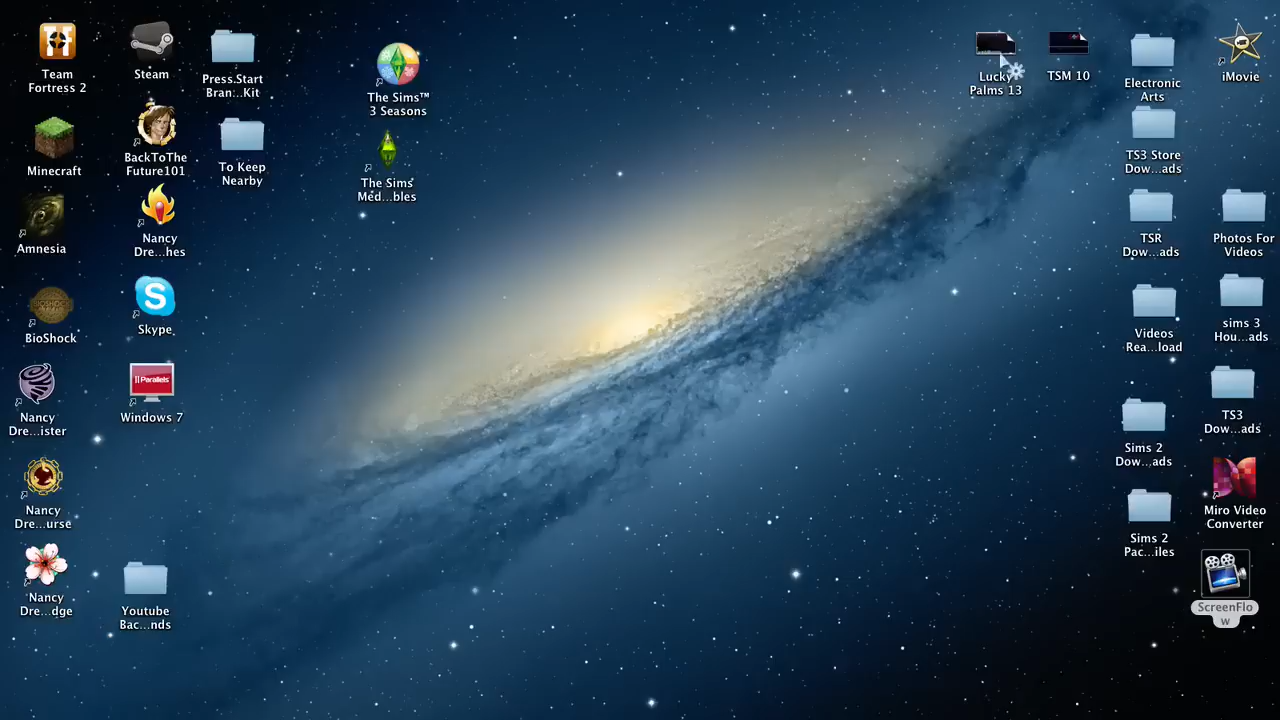 Team
Fortress 2
Steam
Press.Start
Bran...Kit
The Sims™
3 Seasons
Lucky
Palms 13
TSM 10
Electronic
Arts
iMovie
Minecraft
BackToThe
Future101
To Keep
Nearby
The Sims
Med...bles
TS3 Store
Dow...ads
Amnesia
Nancy
Dre...hes
TSR
Dow...ads
Photos For
Videos
BIOSHOCK
BioShock
Skype
Videos
Rea...load
sims 3
Hou...ads
Nancy
Dre...ister
Parallels
Windows 7
Sims 2
Dow...ads
TS3
Dow...ads
Nancy
Dre...urse
Sims 2
Pac...iles
Miro Video
Converter
Nancy
Dre...dge
Youtube
Bac...nds
ScreenFlo
w